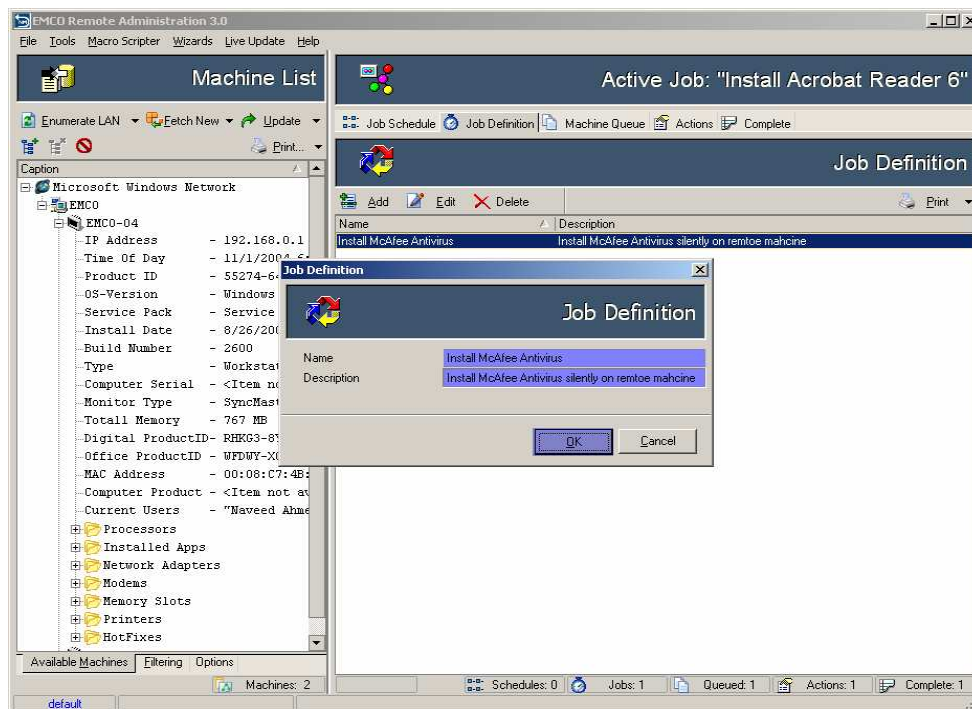 EMCO Remote Administration 3.0
File Tools Macro Scripter Wizards Live Update Help
Machine List
Active Job: "Install Acrobat Reader 6"
Enumerate LAN Fetch New Update
Job Schedule Job Definition Machine Queue Actions Complete
Print...
Job Definition
Caption
Add Edit Delete Print
Name Description
Install McAfee Antivirus Install McAfee Antivirus silently on remtoe mahcine
Microsoft Windows Network
EMCO
EMCO-04
IP Address - 192.168.0.1
Time Of Day - 11/1/2004
Product ID - 55274-64
OS-Version - Windows
Service Pack - Service
Install Date - 8/26/200
Build Number - 2600
Type - Workstat
Computer Serial - <Item no
Monitor Type - SyncMast
Totall Memory - 767 MB
Digital ProductID- RHKG3-8
Office ProductID - WFDWY-X
MAC Address - 00:08:C7:4B:
Computer Product - <Item not av
Current Users - "Naveed Ahme
Processors
Installed Apps
Network Adapters
Modems
Memory Slots
Printers
HotFixes
Job Definition
Job Definition
Name Install McAfee Antivirus
Description Install McAfee Antivirus silently on remtoe mahcine
OK Cancel
Available Machines Filtering Options
Machines: 2
Schedules: 0 Jobs: 1 Queued: 1 Actions: 1 Complete: 1
default